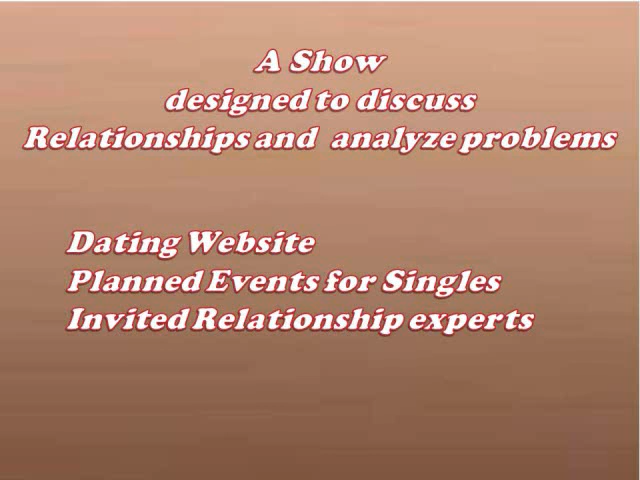 A Show
designed to discuss
Relationships and analyze problems
Dating Website
Planned Events for Singles
Invited Relationship experts